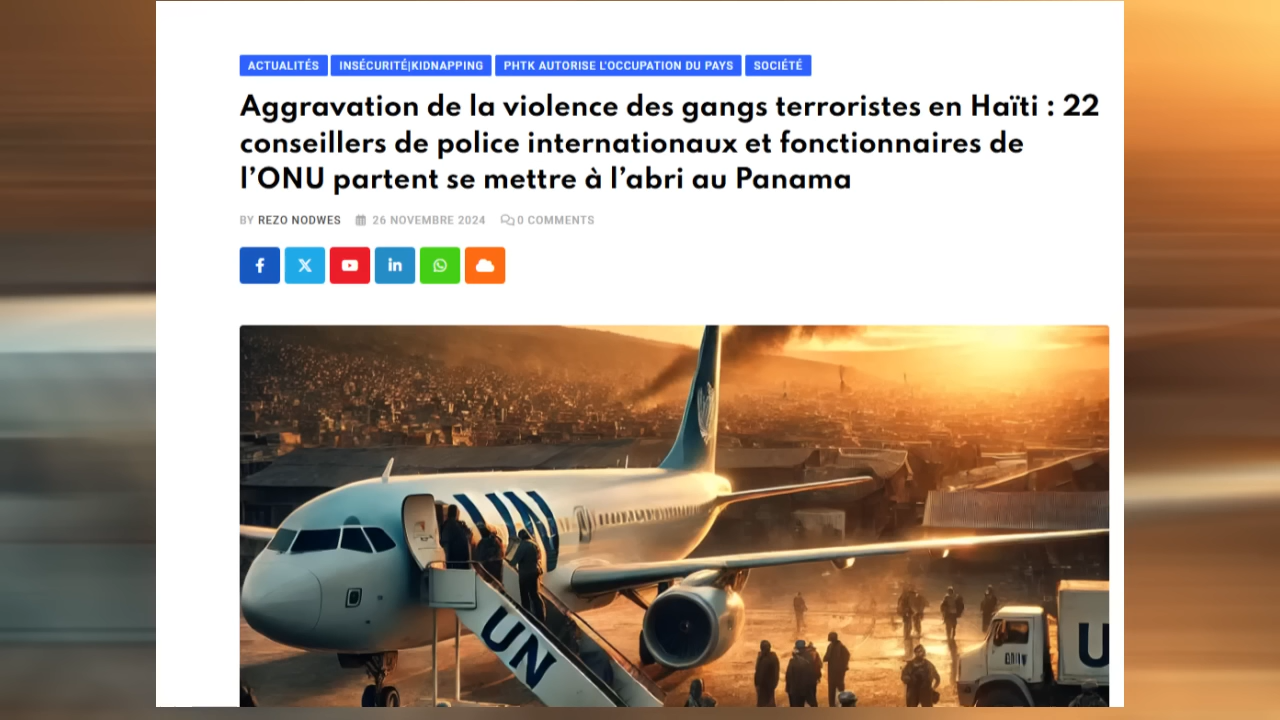 ACTUALITÉS INSÉCURITÉ|KIDNAPPING PHTK AUTORISE L'OCCUPATION DU PAYS SOCIÉTÉ
Aggravation de la violence des gangs terroristes en Haïti : 22
conseillers de police internationaux et fonctionnaires de
l’ONU partent se mettre à l’abri au Panama
BY REZO NODWES 26 NOVEMBRE 2024 0 COMMENTS
UN
UN
U